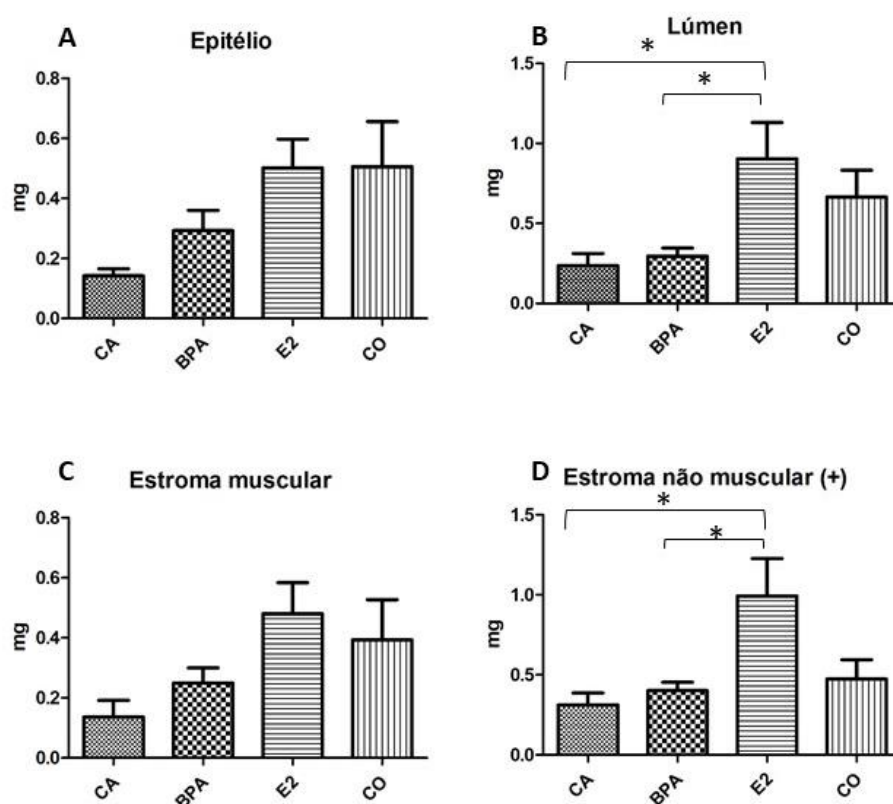 A
Epitélio
0.8
0.6
mg
0.4
0.2
0.0
CA
BPA
E2
CO
B
Lúmen
*
*
1.5
1.0
mg
0.5
0.0
CA
BPA
E2
CO
C
Estroma muscular
0.8
0.6
mg
0.4
0.2
0.0
CA
BPA
E2
CO
D
Estroma não muscular (+)
*
*
1.5
1.0
mg
0.5
0.0
CA
BPA
E2
CO